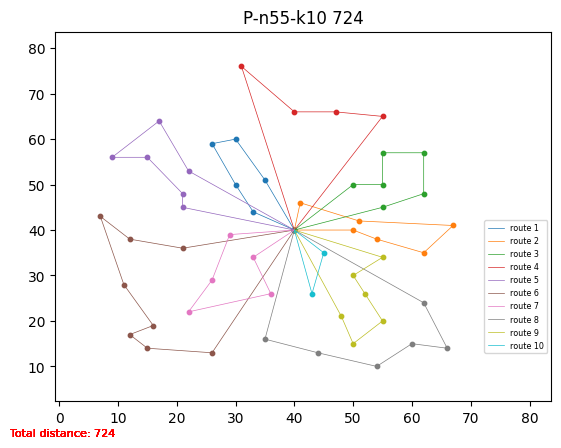 P-n55-k10 724
80
70
60
50
40
30
20
10
0 10 20 30 40 50 60 70 80
route 1
route 2
route 3
route 4
route 5
route 6
route 7
route 8
route 9
route 10
Total distance: 724